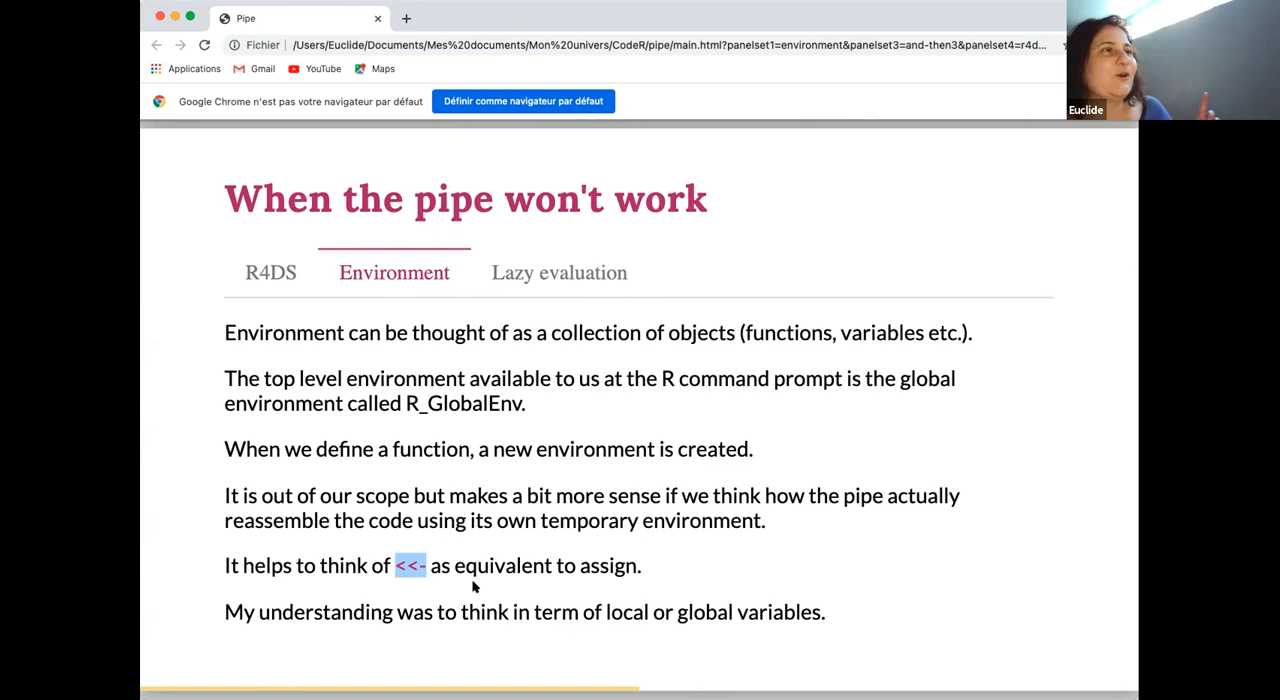 Pipe
Fichier /Users/Euclide/Documents/Mes%20documents/Mon%20univers/CodeR/pipe/main.html?panelset1=environment&panelset3=and-then3&panelset4=r4d...
Applications Gmail YouTube Maps
Google Chrome n'est pas votre navigateur par défaut Définir comme navigateur par défaut
Euclide
When the pipe won't work
R4DS Environment Lazy evaluation
Environment can be thought of as a collection of objects (functions, variables etc.).
The top level environment available to us at the R command prompt is the global
environment called R_GlobalEnv.
When we define a function, a new environment is created.
It is out of our scope but makes a bit more sense if we think how the pipe actually
reassemble the code using its own temporary environment.
It helps to think of <<- as equivalent to assign.
My understanding was to think in term of local or global variables.